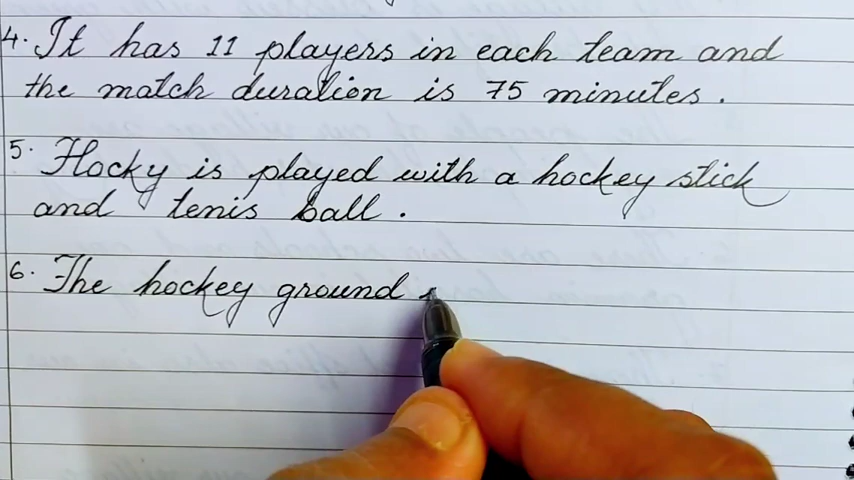 4. It has 11 players in each team and
the match duration is 75 minutes.
5. Hocky is played with a hockey stick
and tenis ball.
6. The hockey ground